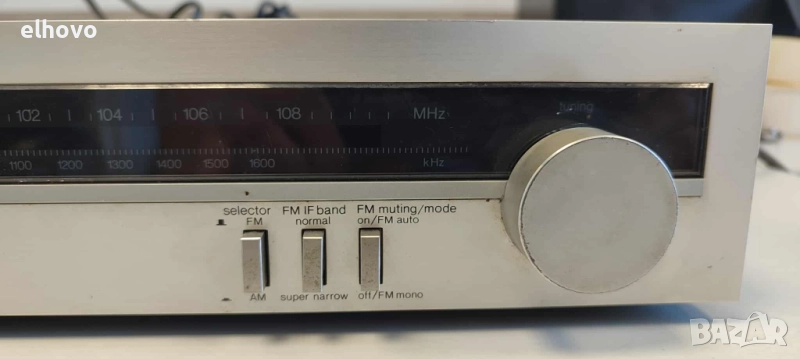 elhovo
102 104 106 108 MHz
tuning
1100 1200 1300 1400 1500 1600 kHz
selector FM IF band FM muting/mode
FM normal on/FM auto
AM super narrow off/FM mono
BAZAR